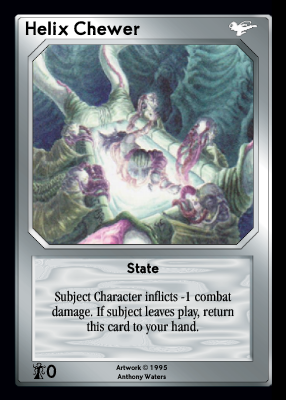 Helix Chewer
State
Subject Character inflicts -1 combat
damage. If subject leaves play, return
this card to your hand.
0
Artwork © 1995
Anthony Waters